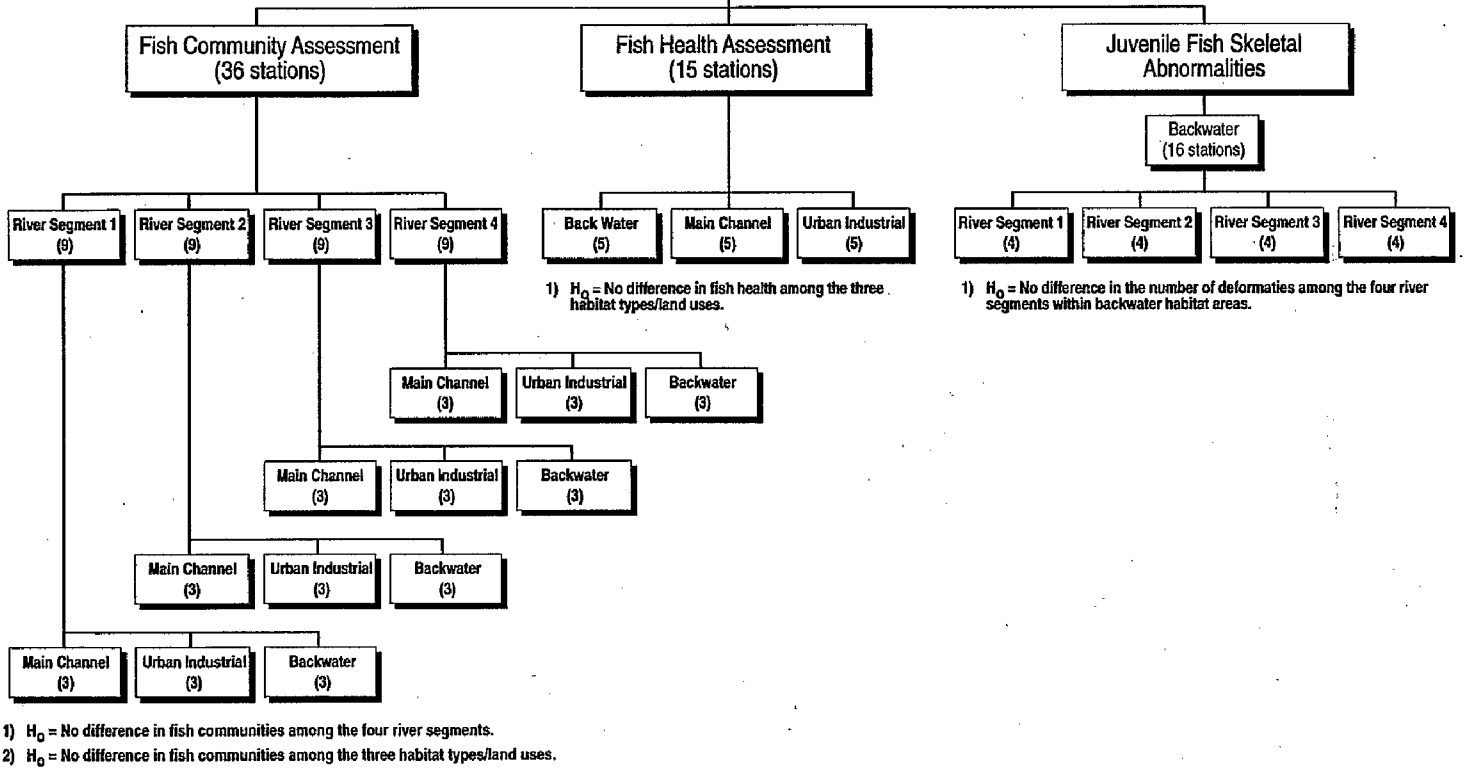 Fish Community Assessment
(36 stations)
Fish Health Assessment
(15 stations)
Juvenile Fish Skeletal
Abnormalities
Backwater
(16 stations)
River Segment 1
(9)
River Segment 2
(9)
River Segment 3
(9)
River Segment 4
(9)
Back Water
(5)
Main Channel
(5)
Urban Industrial
(5)
River Segment 1
(4)
River Segment 2
(4)
River Segment 3
(4)
River Segment 4
(4)
1) H0 = No difference in fish health among the three
habitat types/land uses.
1) H0 = No difference in the number of deformaties among the four river
segments within backwater habitat areas.
Main Channel
(3)
Urban Industrial
(3)
Backwater
(3)
Main Channel
(3)
Urban Industrial
(3)
Backwater
(3)
Main Channel
(3)
Urban Industrial
(3)
Backwater
(3)
Main Channel
(3)
Urban Industrial
(3)
Backwater
(3)
1) H0 = No difference in fish communities among the four river segments.
2) H0 = No difference in fish communities among the three habitat types/land uses.